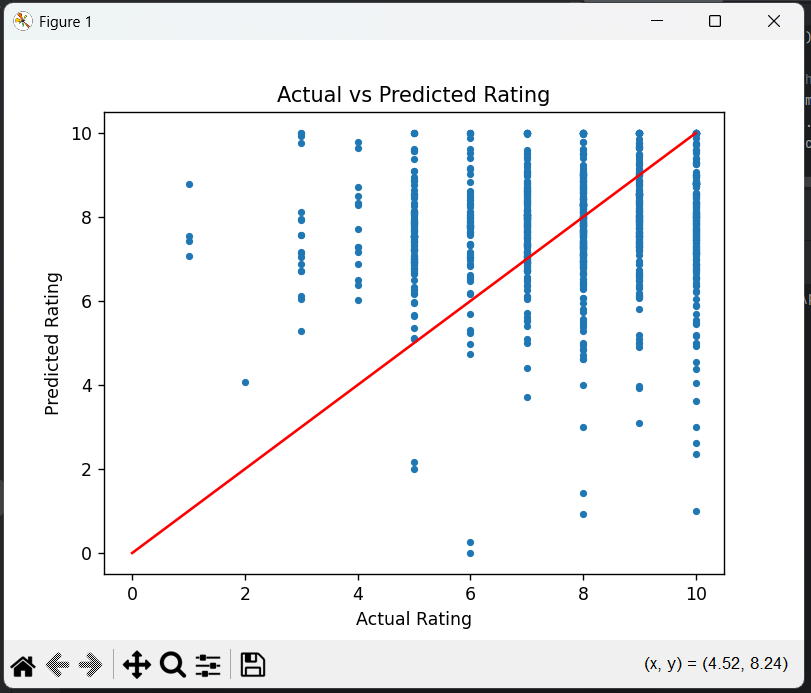 Figure 1
Actual vs Predicted Rating
10
8
6
4
2
0
Predicted Rating
0 2 4 6 8 10
Actual Rating
(x, y) = (4.52, 8.24)